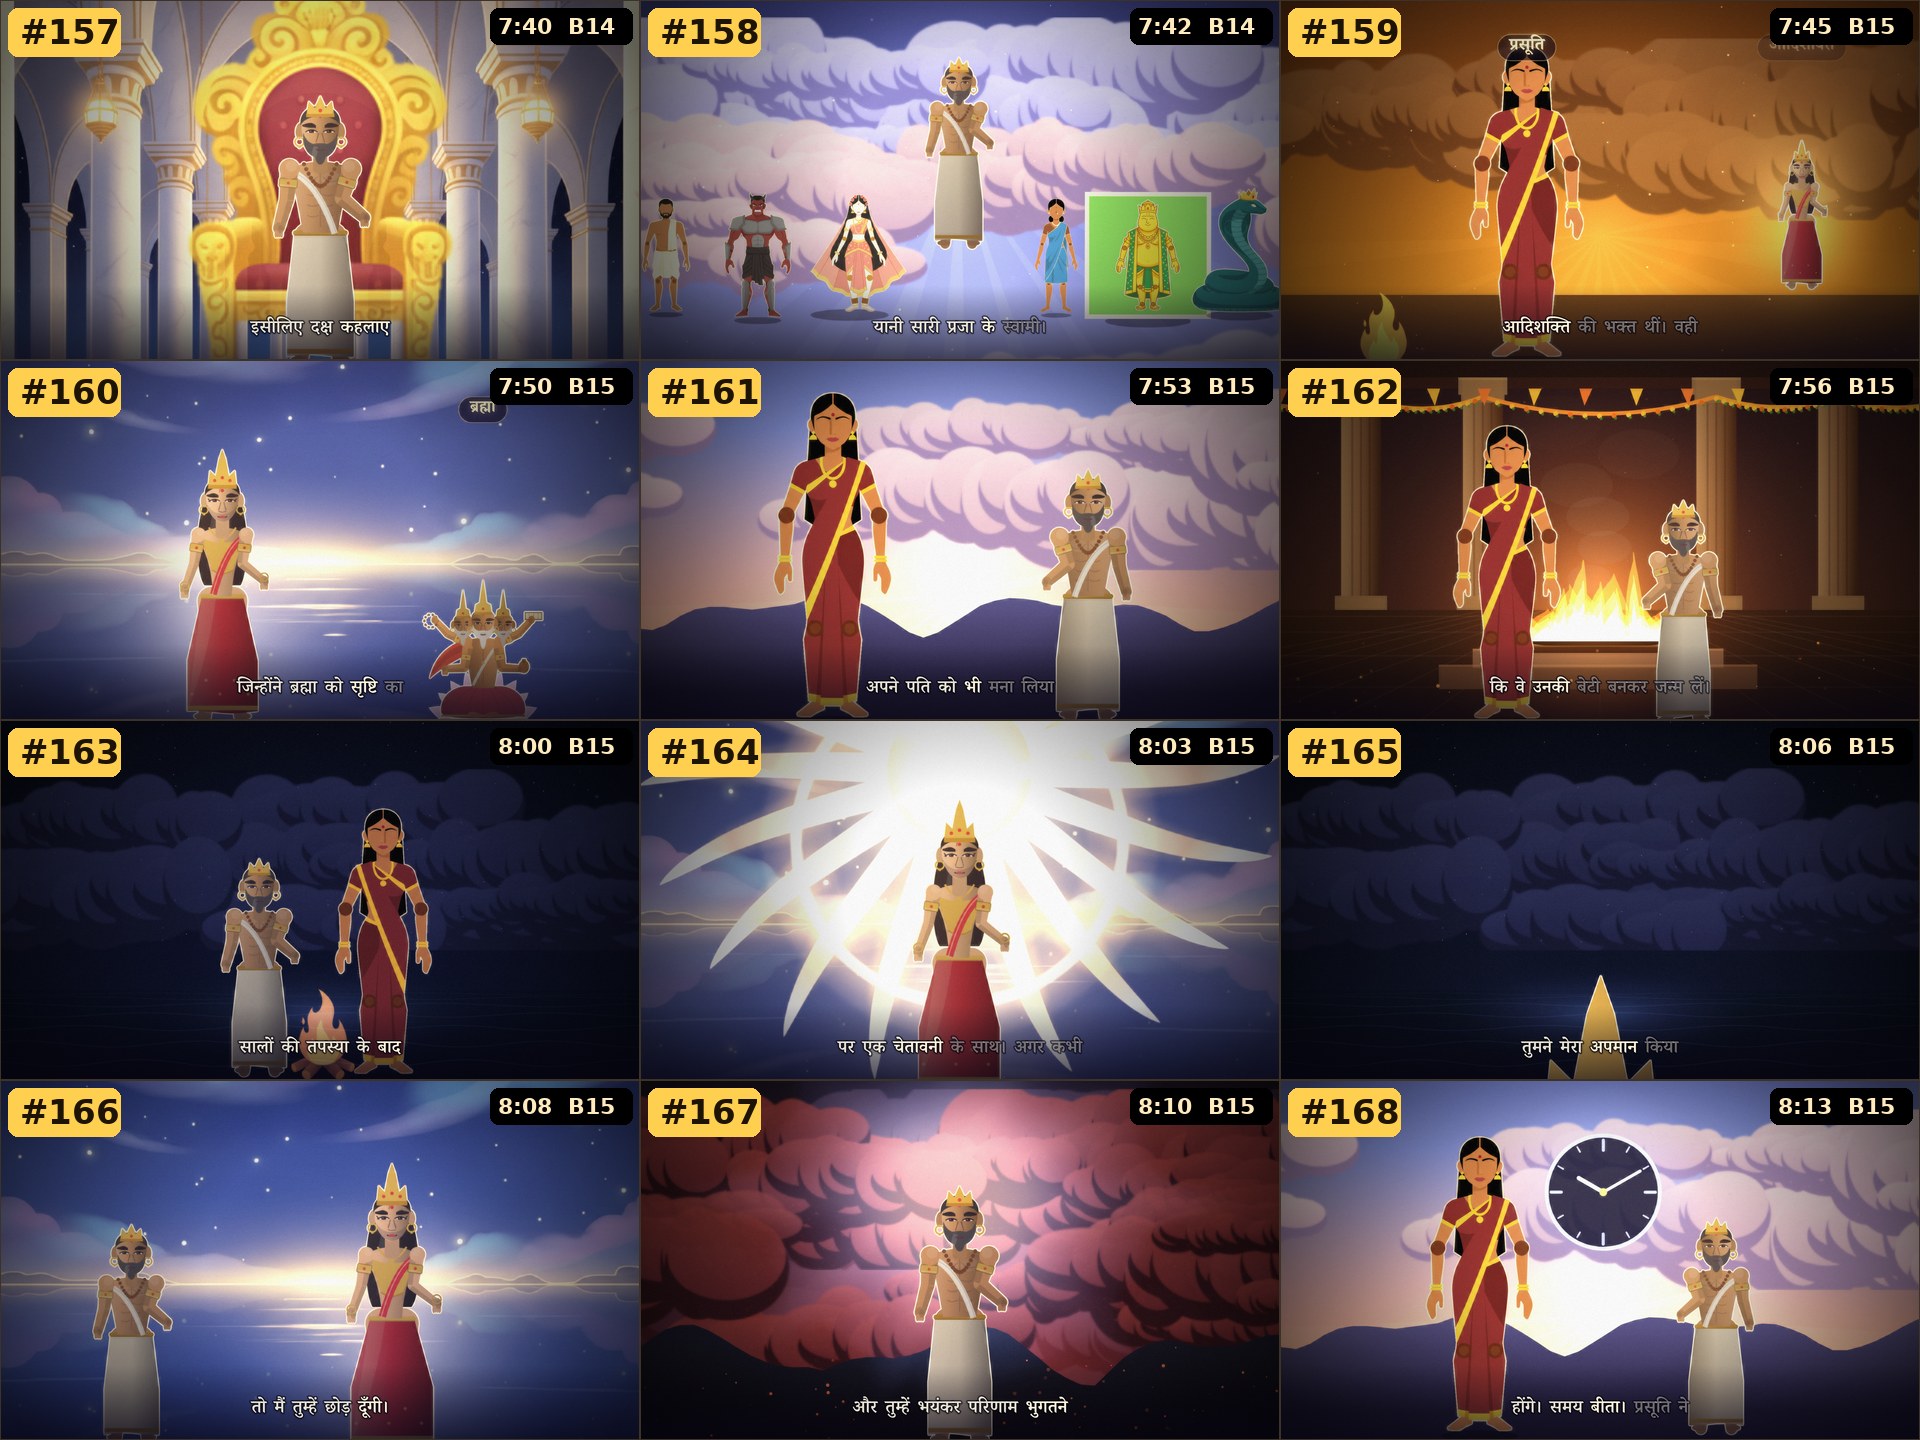 #157
7:40 B14
इसीलिए दक्ष कहलाए
#158
7:42 B14
यानी सारी प्रजा के स्वामी।
#159
7:45 B15
प्रसूति
आदिशक्ति
आदिशक्ति की भक्त थीं। वही
#160
7:50 B15
ब्रह्मा
जिन्होंने ब्रह्मा को सृष्टि का
#161
7:53 B15
अपने पति को भी मना लिया
#162
7:56 B15
कि वे उनकी बेटी बनकर जन्म लें।
#163
8:00 B15
सालों की तपस्या के बाद
#164
8:03 B15
पर एक चेतावनी के साथ। अगर कभी
#165
8:06 B15
तुमने मेरा अपमान किया
#166
8:08 B15
तो मैं तुम्हें छोड़ दूँगी।
#167
8:10 B15
और तुम्हें भयंकर परिणाम भुगतने
#168
8:13 B15
होंगे। समय बीता। प्रसूति ने